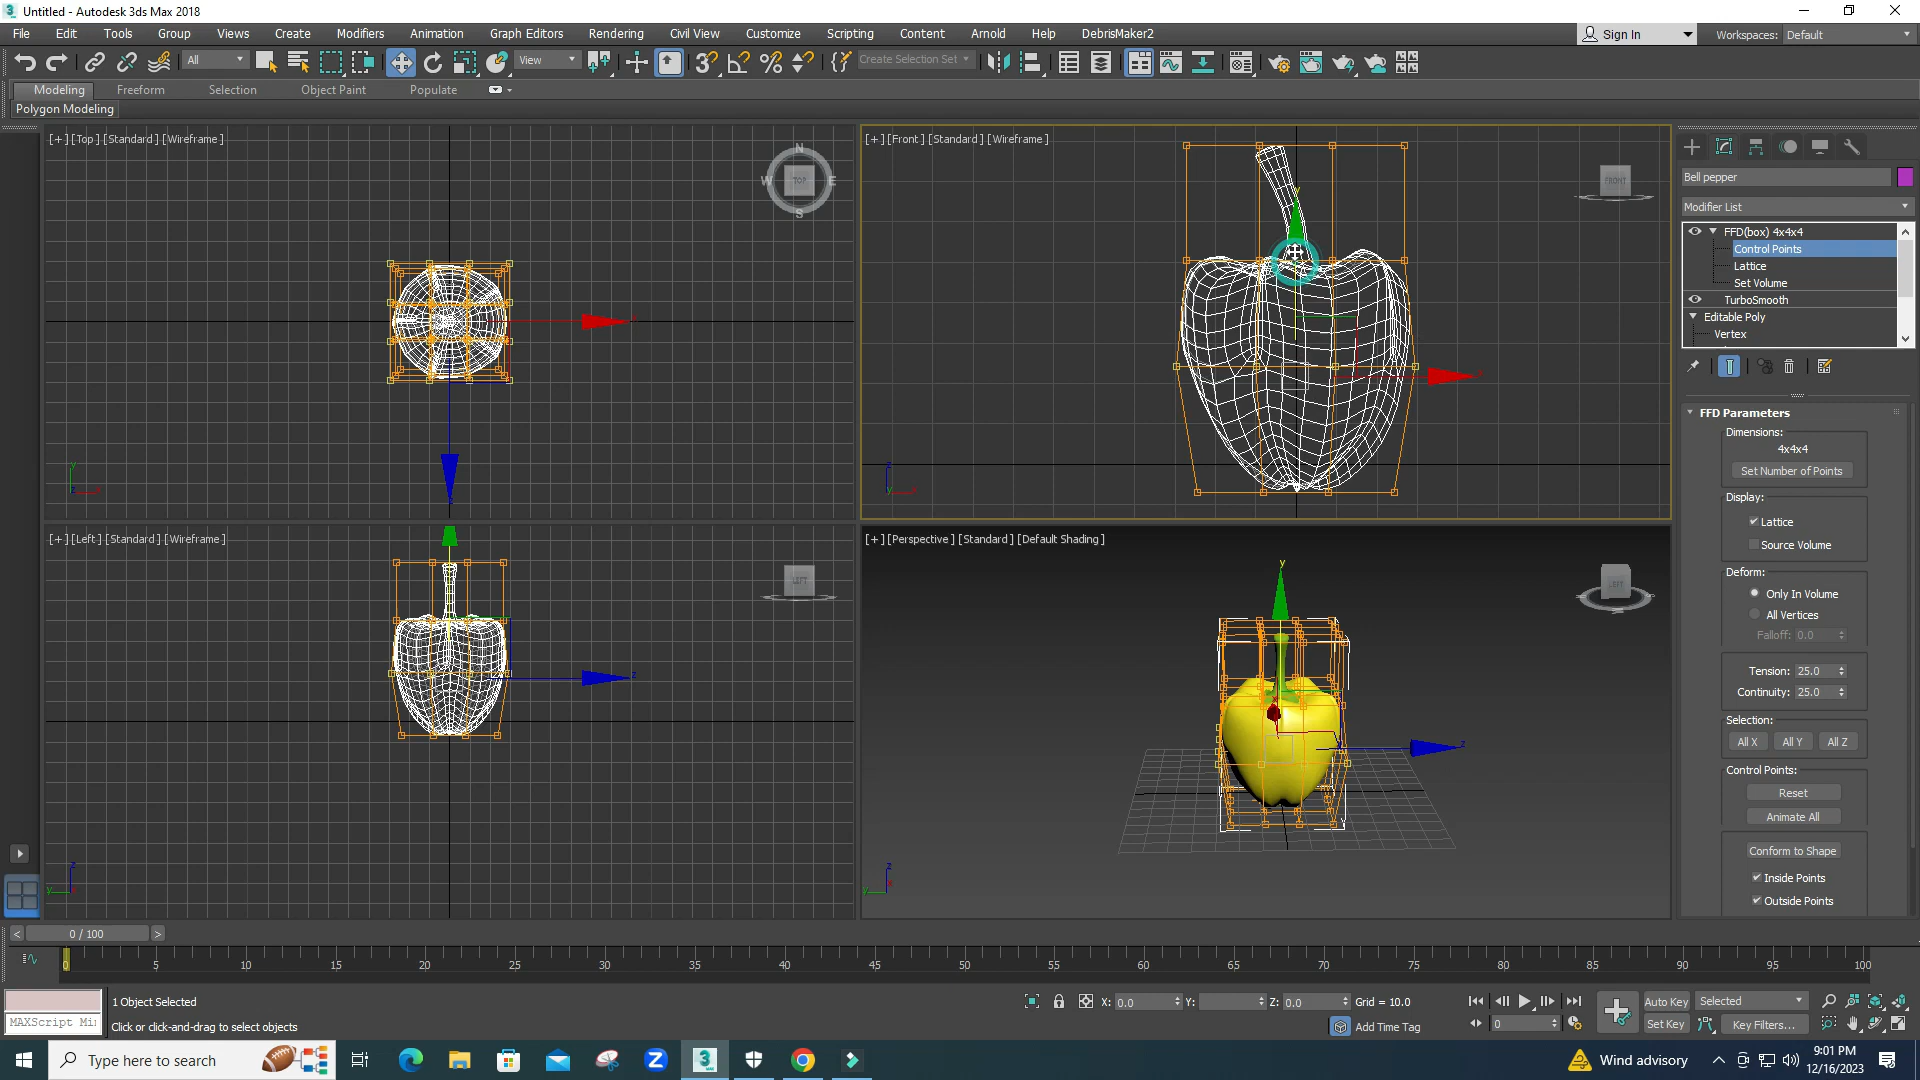 Untitled - Autodesk 3ds Max 2018
File Edit Tools Group Views Create Modifiers Animation Graph Editors Rendering Civil View Customize Scripting Content Arnold Help DebrisMaker2
Sign In Workspaces: Default
All View Create Selection Set
Modeling Freeform Selection Object Paint Populate
Polygon Modeling
[+] [Top] [Standard] [Wireframe]
N
W TOP E
S
[+] [Front] [Standard] [Wireframe]
FRONT
[+] [Left] [Standard] [Wireframe]
LEFT
[+] [Perspective] [Standard] [Default Shading]
LEFT
Bell pepper
Modifier List
FFD(box) 4x4x4
Control Points
Lattice
Set Volume
TurboSmooth
Editable Poly
Vertex
FFD Parameters
Dimensions:
4x4x4
Set Number of Points
Display:
Lattice
Source Volume
Deform:
Only In Volume
All Vertices
Falloff: 0.0
Tension: 25.0
Continuity: 25.0
Selection:
All X All Y All Z
Control Points:
Reset
Animate All
Conform to Shape
Inside Points
Outside Points
< 0 / 100 >
0 5 10 15 20 25 30 35 40 45 50 55 60 65 70 75 80 85 90 95 100
1 Object Selected
X: 0.0 Y: Z: 0.0 Grid = 10.0
Auto Key Selected
MAXScript Mi
Click or click-and-drag to select objects
Add Time Tag
0
Set Key Key Filters...
Type here to search
Wind advisory
9:01 PM
12/16/2023